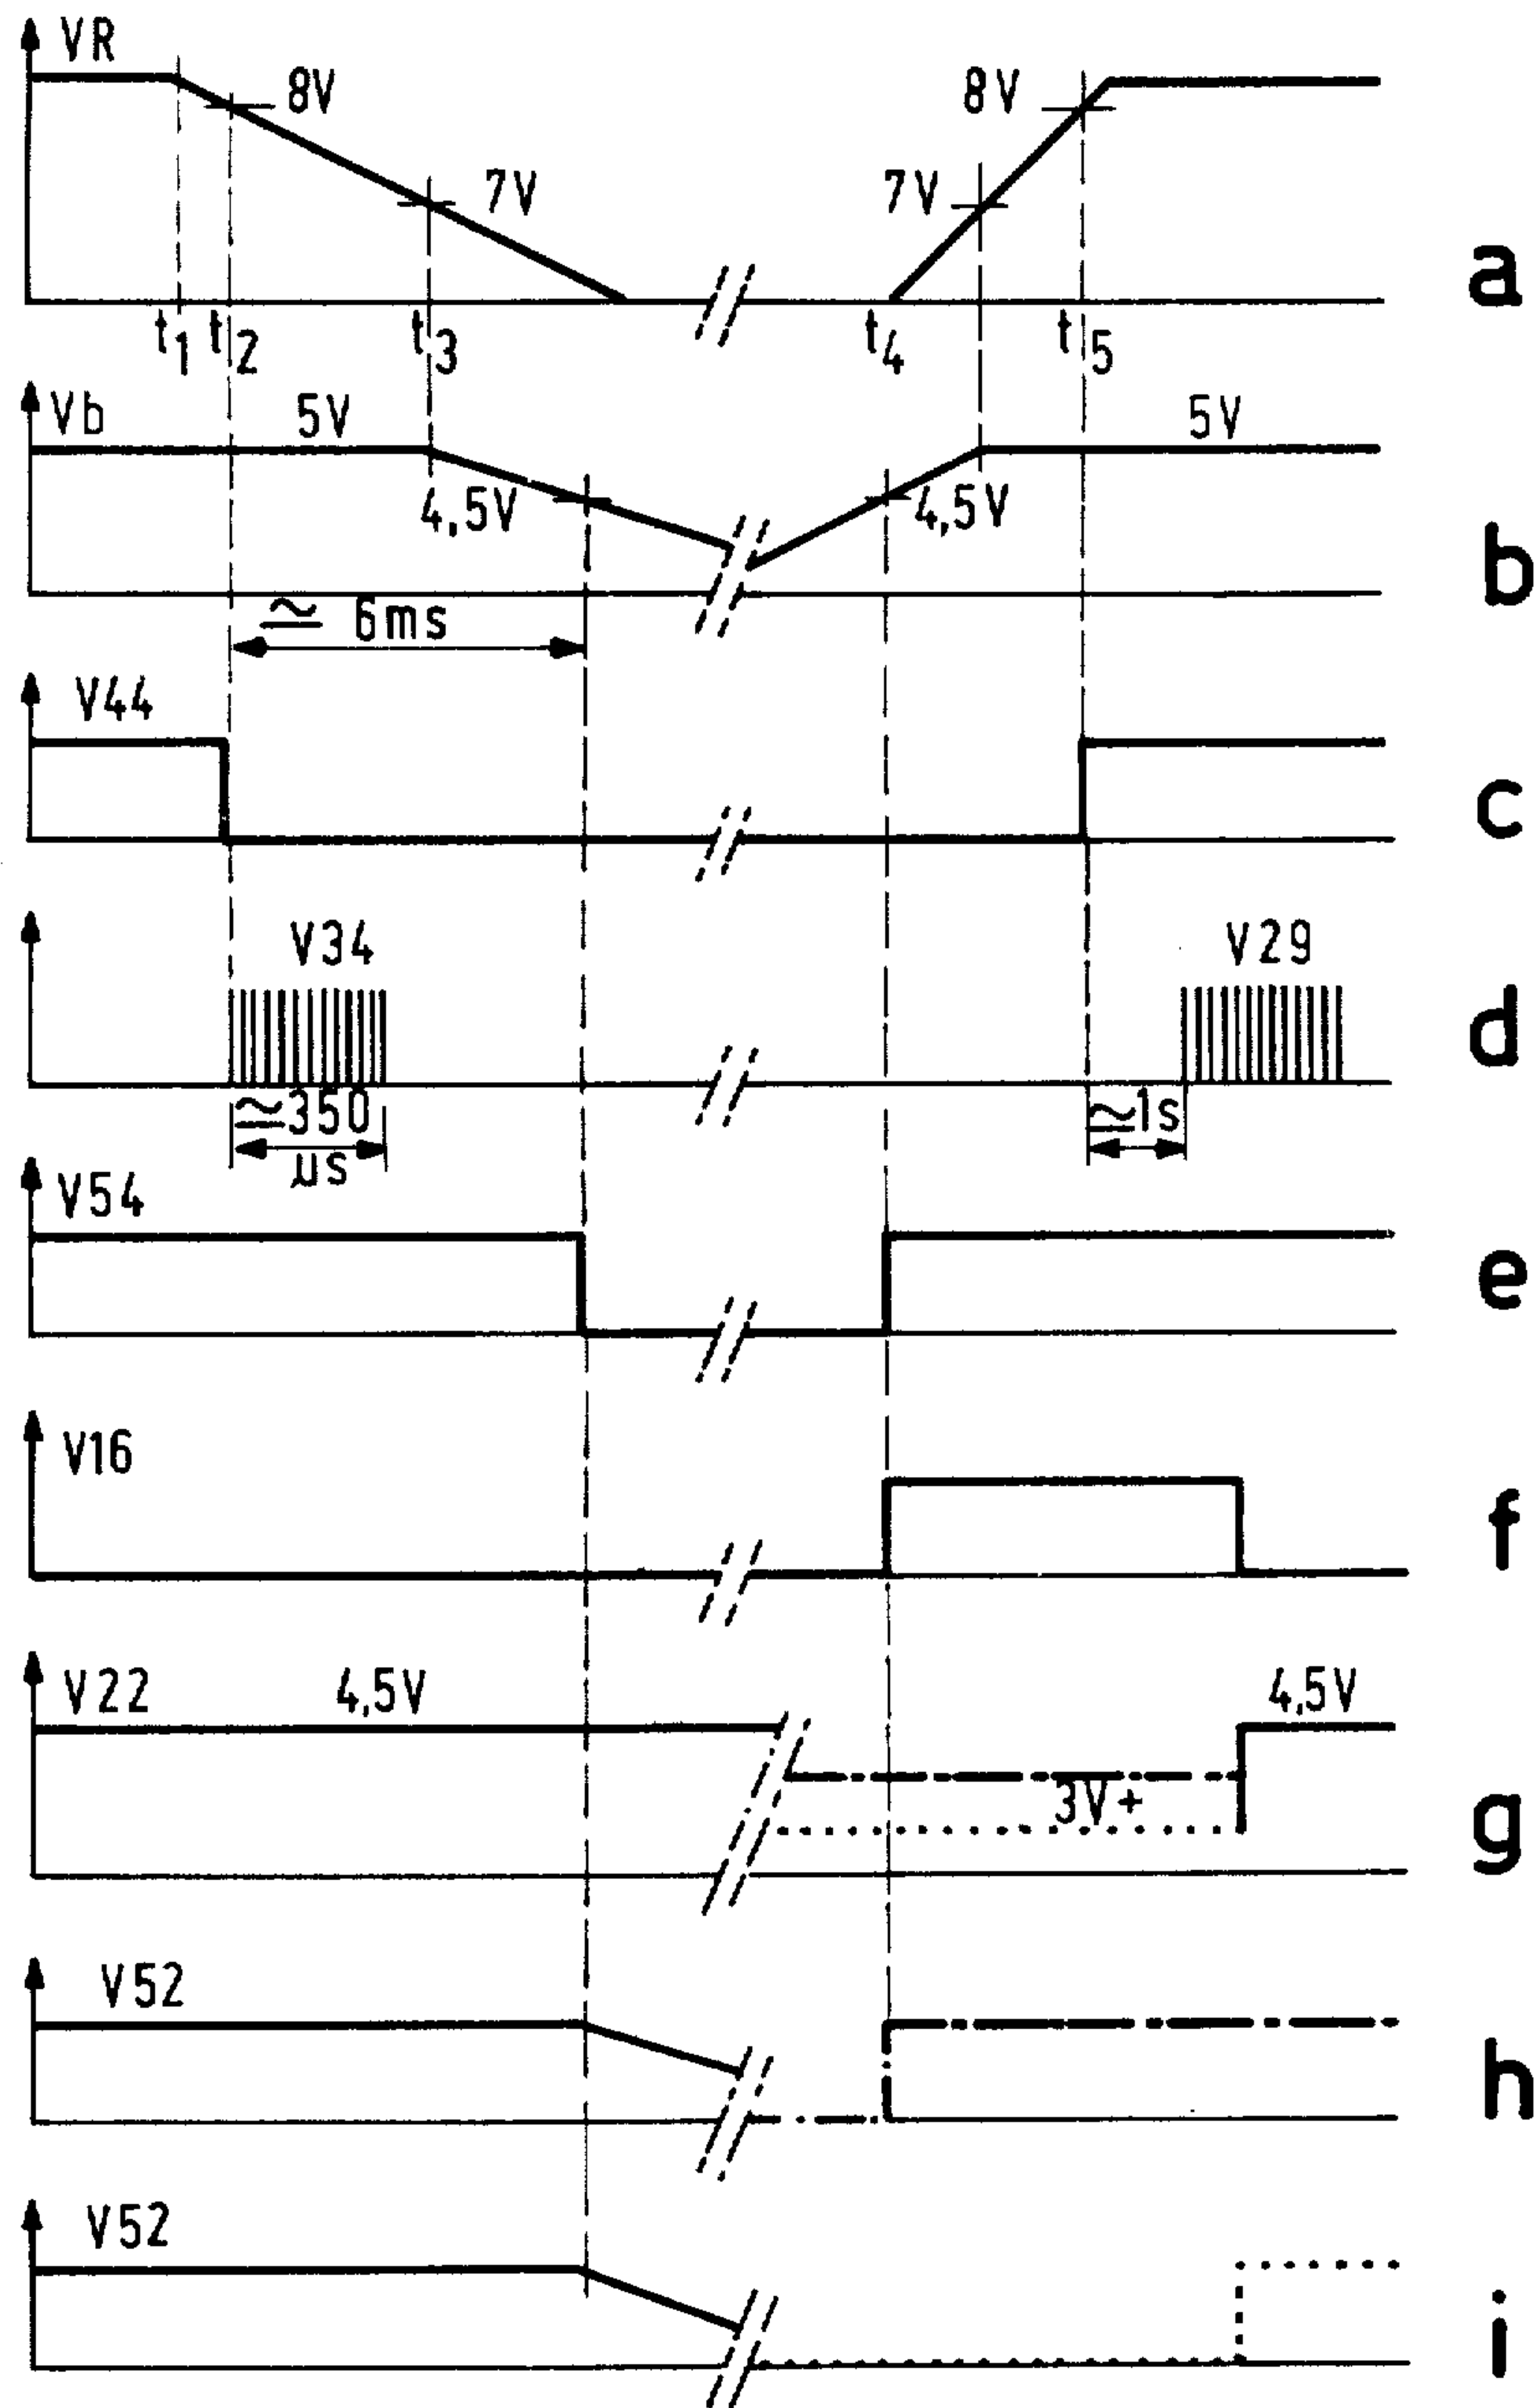 VR
8V
8V
7V
7V
a
t1 t2 t3 t4 t5
Vb
5V
5V
4,5V
4,5V
b
≃ 6ms
V44
c
V34
V29
d
≃350
µs
≃1s
V54
e
V16
f
V22
4,5V
4,5V
3V+
g
V52
h
V52
i